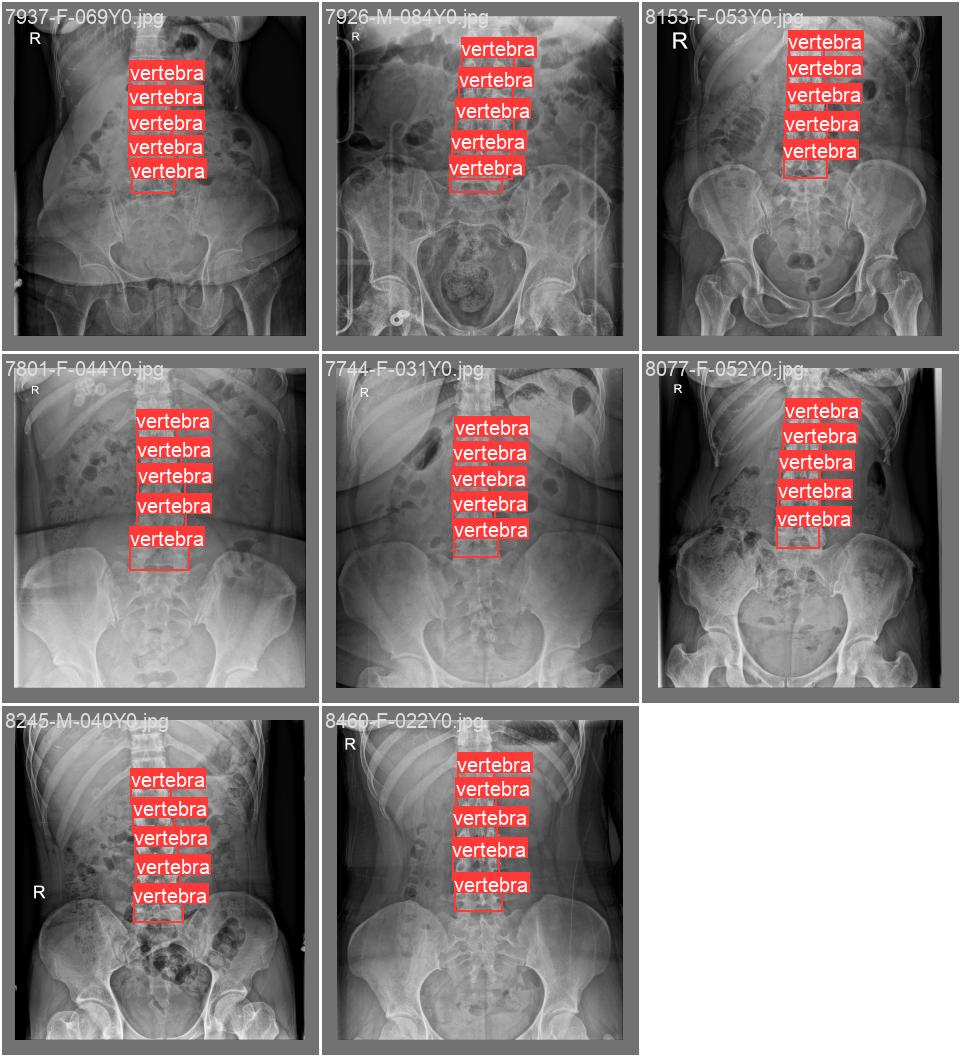 7937-F-069Y0.jpg
R
vertebra
vertebra
vertebra
vertebra
vertebra
7926-M-084Y0.jpg
R
vertebra
vertebra
vertebra
vertebra
vertebra
8153-F-053Y0.jpg
R
vertebra
vertebra
vertebra
vertebra
vertebra
7801-F-044Y0.jpg
R
vertebra
vertebra
vertebra
vertebra
vertebra
7744-F-031Y0.jpg
R
vertebra
vertebra
vertebra
vertebra
vertebra
8077-F-052Y0.jpg
R
vertebra
vertebra
vertebra
vertebra
vertebra
8245-M-040Y0.jpg
vertebra
vertebra
vertebra
vertebra
R
vertebra
8460-F-022Y0.jpg
R
vertebra
vertebra
vertebra
vertebra
vertebra